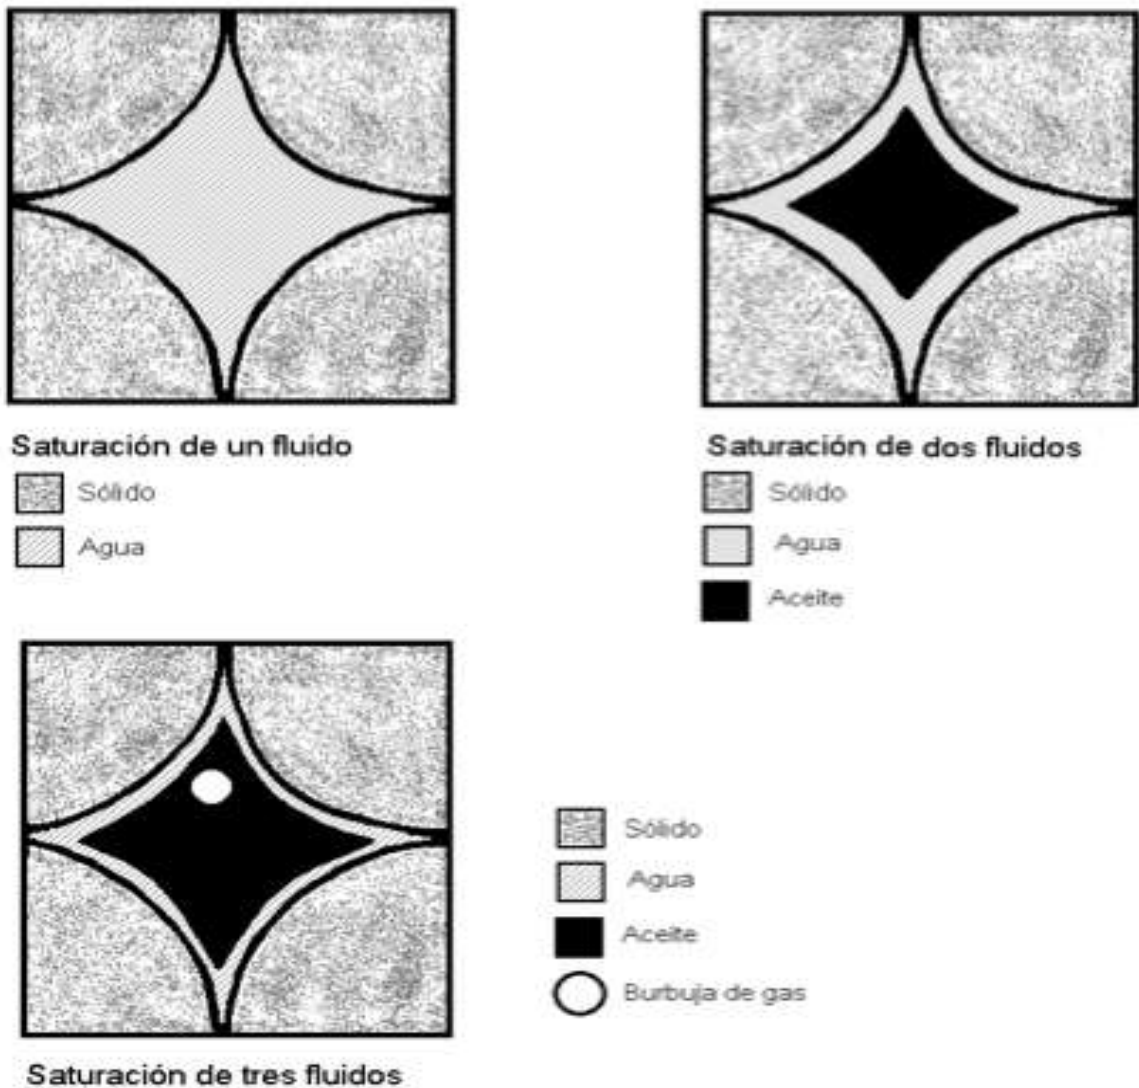 Saturación de un fluido
Sólido
Agua
Saturación de dos fluidos
Sólido
Agua
Aceite
Sólido
Agua
Aceite
Burbuja de gas
Saturación de tres fluidos